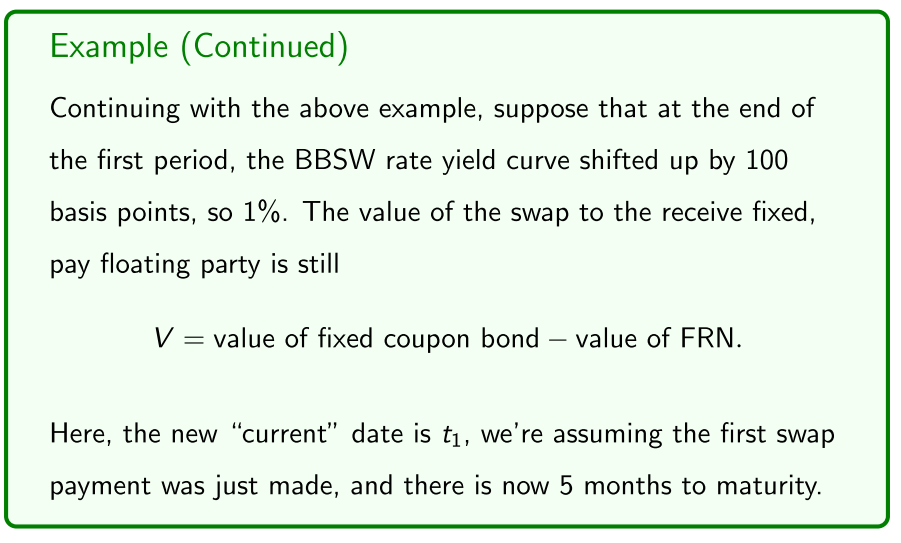 Example (Continued)
Continuing with the above example, suppose that at the end of
the first period, the BBSW rate yield curve shifted up by 100
basis points, so 1%. The value of the swap to the receive fixed,
pay floating party is still
V = value of fixed coupon bond − value of FRN.
Here, the new “current” date is t₁, we're assuming the first swap
payment was just made, and there is now 5 months to maturity.